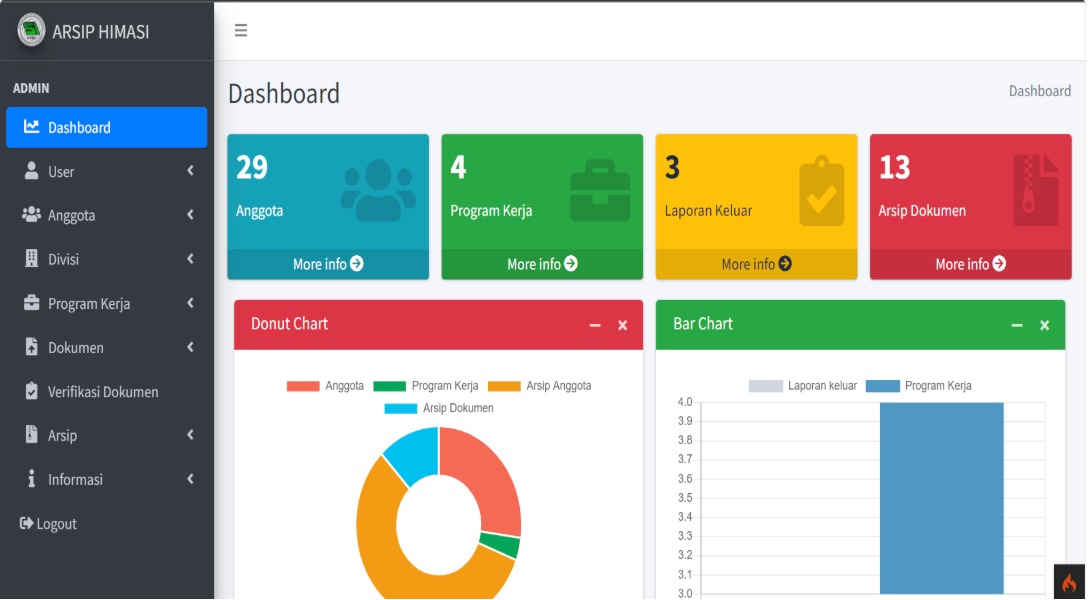 ARSIP HIMASI
ADMIN
Dashboard
User
Anggota
Divisi
Program Kerja
Dokumen
Verifikasi Dokumen
Arsip
Informasi
Logout
Dashboard
Dashboard
29
Anggota
More info
4
Program Kerja
More info
3
Laporan Keluar
More info
13
Arsip Dokumen
More info
Donut Chart
Anggota Program Kerja Arsip Anggota
Arsip Dokumen
Bar Chart
Laporan keluar Program Kerja
4.0
3.9
3.8
3.7
3.6
3.5
3.4
3.3
3.2
3.1
3.0